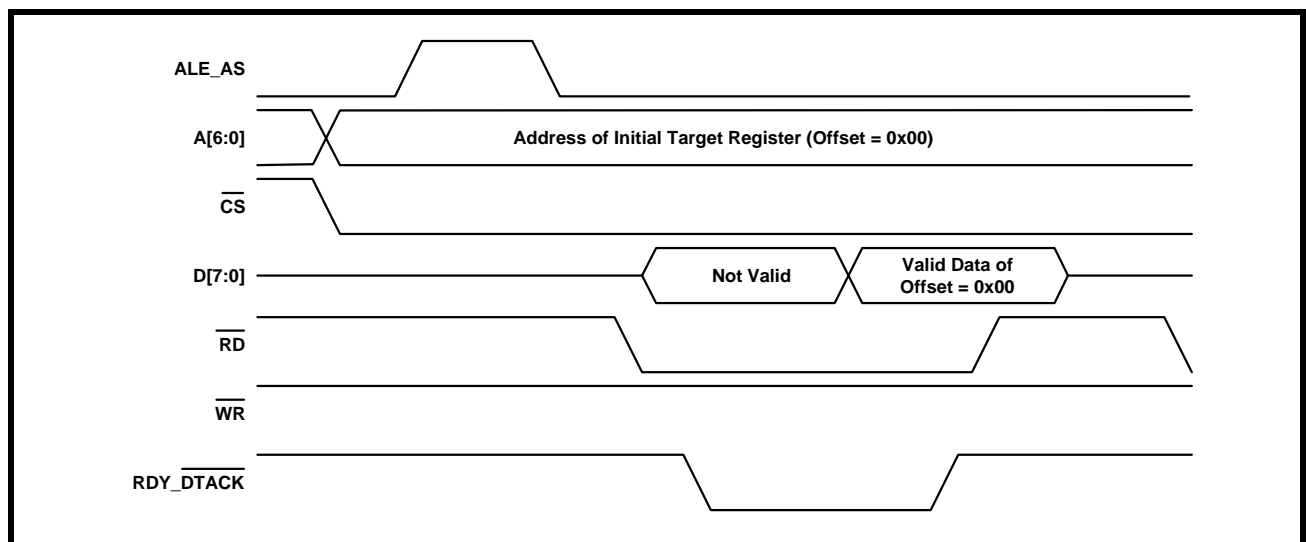 ALE_AS
A[6:0]
Address of Initial Target Register (Offset = 0x00)
CS
D[7:0]
Not Valid
Valid Data of
Offset = 0x00
RD
WR
RDY_DTACK